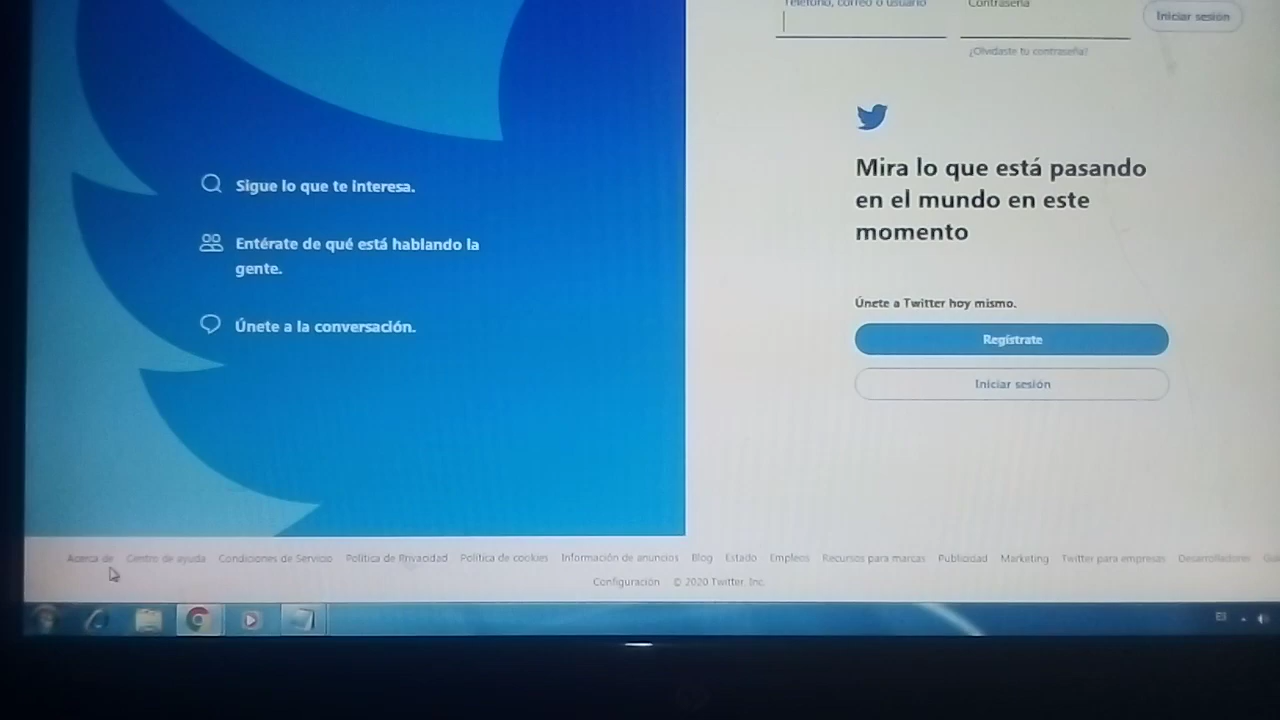 Teléfono, correo o usuario
Contraseña
Iniciar sesión
¿Olvidaste tu contraseña?
Sigue lo que te interesa.
Entérate de qué está hablando la
gente.
Únete a la conversación.
Mira lo que está pasando
en el mundo en este
momento
Únete a Twitter hoy mismo.
Regístrate
Iniciar sesión
Acerca de Centro de ayuda Condiciones de Servicio Política de Privacidad Política de cookies Información de anuncios Blog Estado Empleos Recursos para marcas Publicidad Marketing Twitter para empresas Desarrolladores
Configuración © 2020 Twitter, Inc.
ES